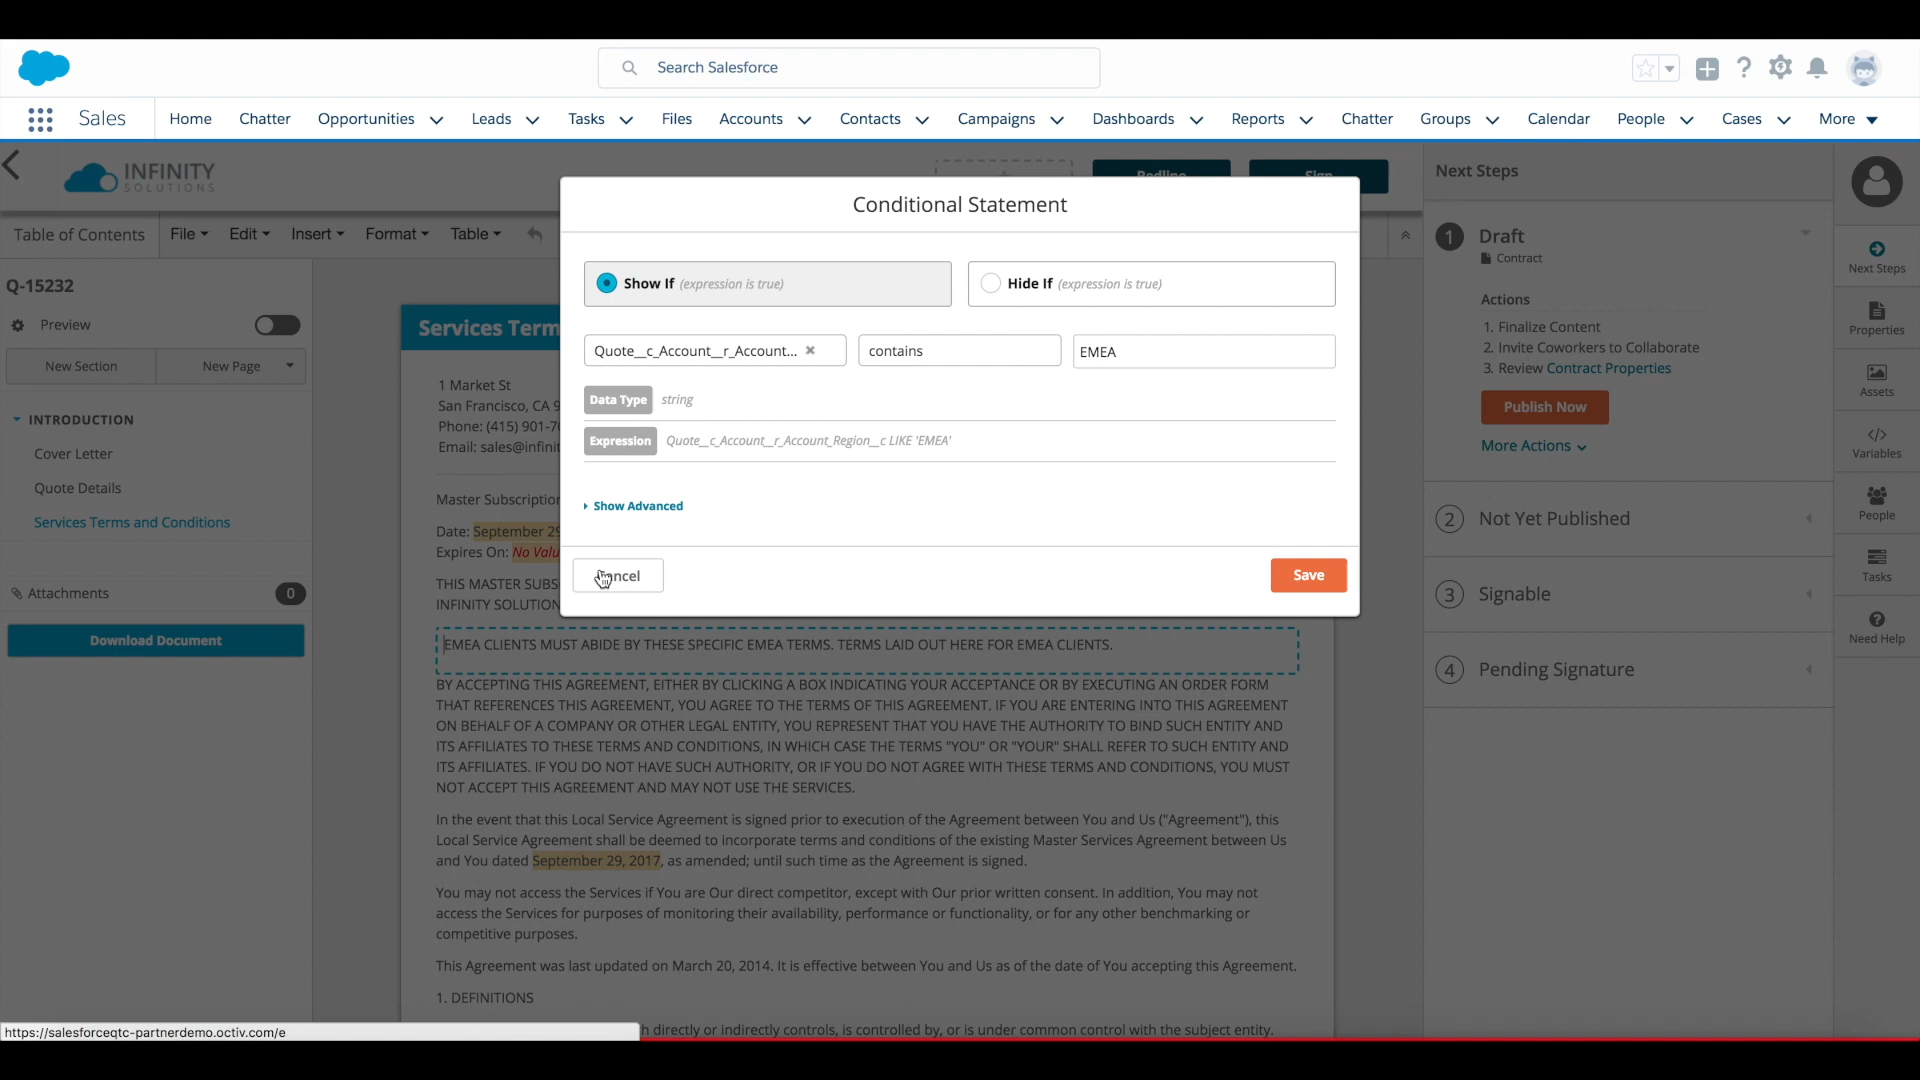 Search Salesforce
Sales
Home
Chatter
Opportunities
Leads
Tasks
Files
Accounts
Contacts
Campaigns
Dashboards
Reports
Chatter
Groups
Calendar
People
Cases
More
INFINITY
SOLUTIONS
Redline
Sign
Table of Contents
File
Edit
Insert
Format
Table
Q-15232
Preview
New Section
New Page
INTRODUCTION
Cover Letter
Quote Details
Services Terms and Conditions
Attachments
0
Download Document
Conditional Statement
Show If (expression is true)
Hide If (expression is true)
Quote__c_Account__r_Account...
contains
EMEA
Data Type string
Expression Quote__c_Account__r_Account_Region__c LIKE 'EMEA'
Show Advanced
Save
Services Term
1 Market St
San Francisco, CA 9
Phone: (415) 901-70
Email: sales@infinit
Master Subscription
Date: September 29
Expires On: No Valu
THIS MASTER SUBS
INFINITY SOLUTION
EMEA CLIENTS MUST ABIDE BY THESE SPECIFIC EMEA TERMS. TERMS LAID OUT HERE FOR EMEA CLIENTS.
BY ACCEPTING THIS AGREEMENT, EITHER BY CLICKING A BOX INDICATING YOUR ACCEPTANCE OR BY EXECUTING AN ORDER FORM
THAT REFERENCES THIS AGREEMENT, YOU AGREE TO THE TERMS OF THIS AGREEMENT. IF YOU ARE ENTERING INTO THIS AGREEMENT
ON BEHALF OF A COMPANY OR OTHER LEGAL ENTITY, YOU REPRESENT THAT YOU HAVE THE AUTHORITY TO BIND SUCH ENTITY AND
ITS AFFILIATES TO THESE TERMS AND CONDITIONS, IN WHICH CASE THE TERMS "YOU" OR "YOUR" SHALL REFER TO SUCH ENTITY AND
ITS AFFILIATES. IF YOU DO NOT HAVE SUCH AUTHORITY, OR IF YOU DO NOT AGREE WITH THESE TERMS AND CONDITIONS, YOU MUST
NOT ACCEPT THIS AGREEMENT AND MAY NOT USE THE SERVICES.
In the event that this Local Service Agreement is signed prior to execution of the Agreement between You and Us ("Agreement"), this
Local Service Agreement shall be deemed to incorporate terms and conditions of the existing Master Services Agreement between Us
and You dated September 29, 2017, as amended; until such time as the Agreement is signed.
You may not access the Services if You are Our direct competitor, except with Our prior written consent. In addition, You may not
access the Services for purposes of monitoring their availability, performance or functionality, or for any other benchmarking or
competitive purposes.
This Agreement was last updated on March 20, 2014. It is effective between You and Us as of the date of You accepting this Agreement.
1. DEFINITIONS
h directly or indirectly controls, is controlled by, or is under common control with the subject entity.
Next Steps
1
Draft
Contract
Actions
1. Finalize Content
2. Invite Coworkers to Collaborate
3. Review Contract Properties
Publish Now
More Actions
2 Not Yet Published
3 Signable
4 Pending Signature
Next Steps
Properties
Assets
Variables
People
Tasks
Need Help
https://salesforceqtc-partnerdemo.octiv.com/e